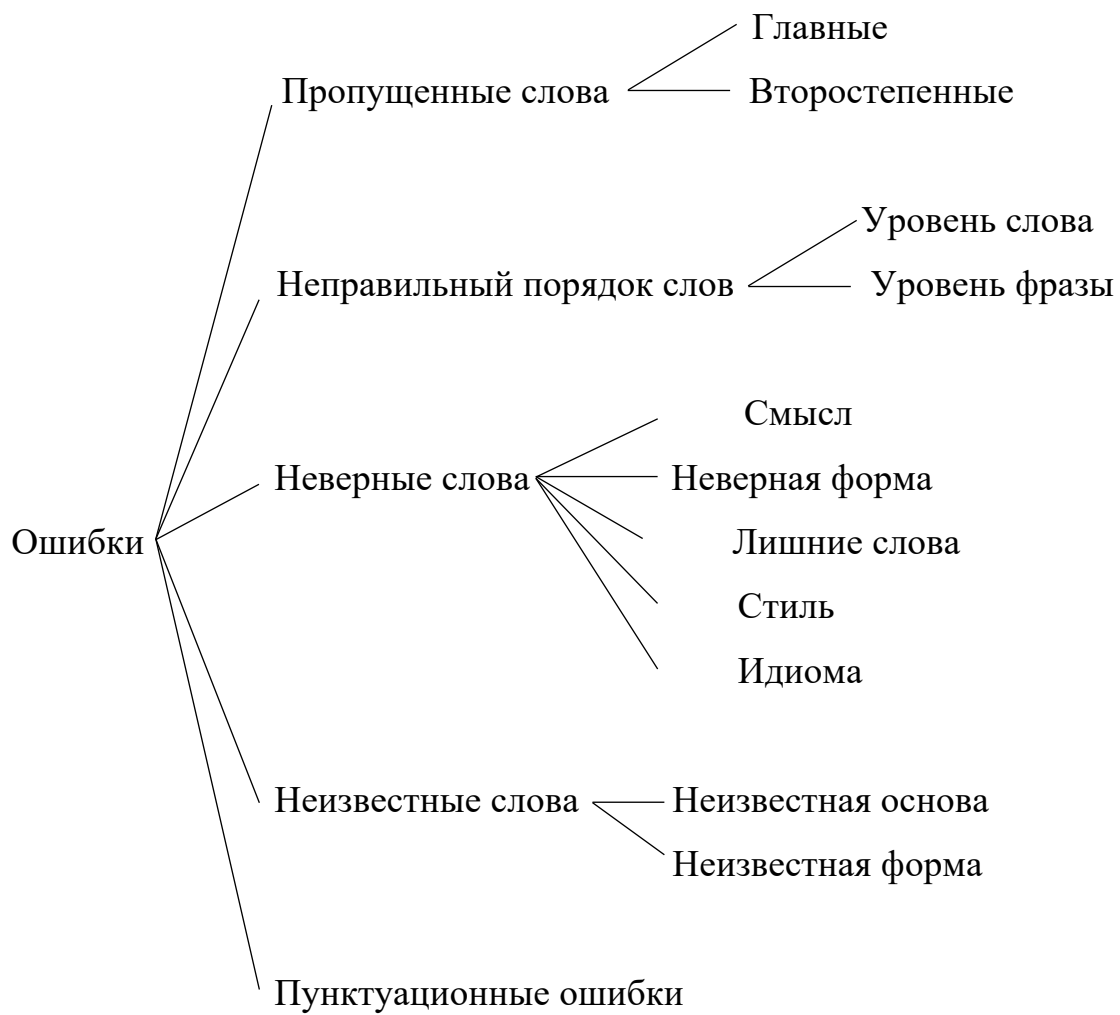 Главные
Пропущенные слова
Второстепенные
Уровень слова
Неправильный порядок слов
Уровень фразы
Смысл
Неверные слова
Неверная форма
Ошибки
Лишние слова
Стиль
Идиома
Неизвестные слова
Неизвестная основа
Неизвестная форма
Пунктуационные ошибки